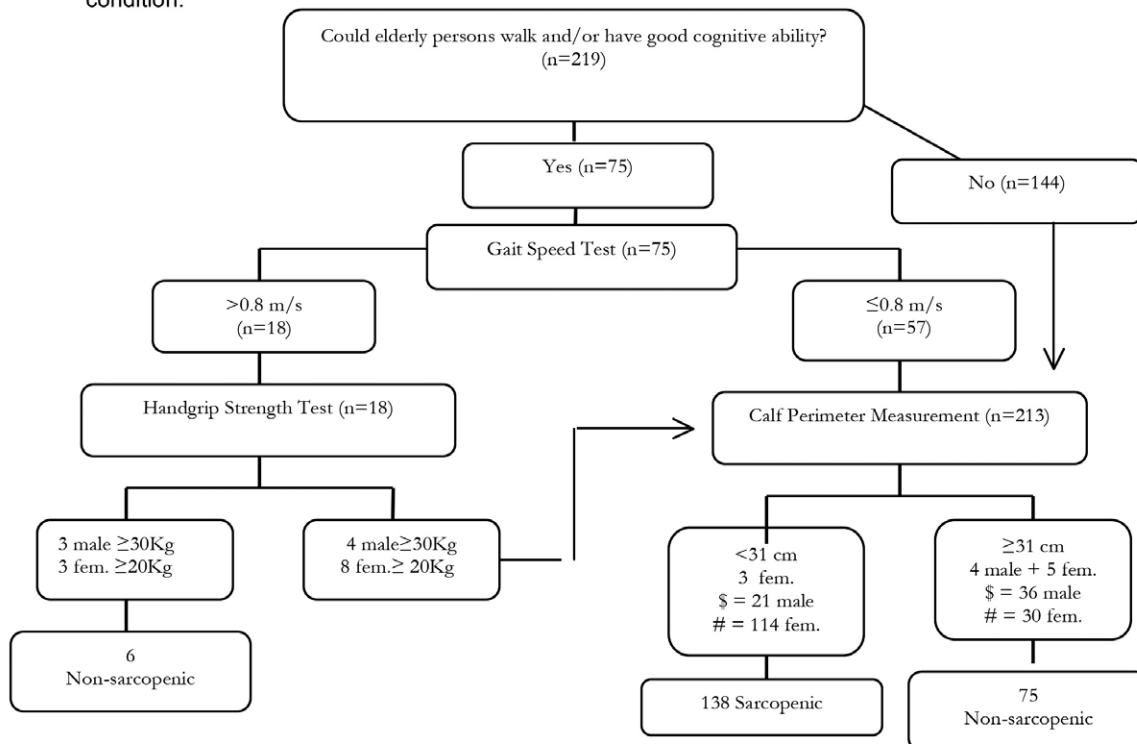 condition.
Could elderly persons walk and/or have good cognitive ability?
(n=219)
Yes (n=75)
No (n=144)
Gait Speed Test (n=75)
>0.8 m/s
(n=18)
≤0.8 m/s
(n=57)
Handgrip Strength Test (n=18)
Calf Perimeter Measurement (n=213)
3 male ≥30Kg
3 fem. ≥20Kg
4 male≥30Kg
8 fem.≥ 20Kg
<31 cm
3 fem.
$ = 21 male
# = 114 fem.
≥31 cm
4 male + 5 fem.
$ = 36 male
# = 30 fem.
6
Non-sarcopenic
138 Sarcopenic
75
Non-sarcopenic